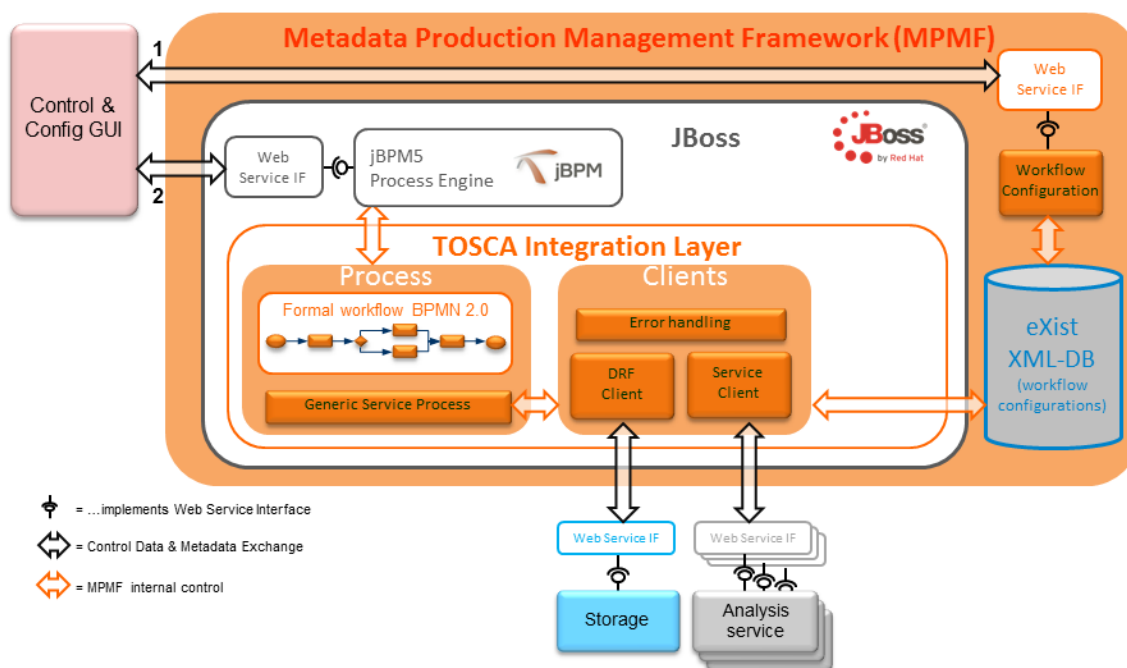 Metadata Production Management Framework (MPMF)
1
Control &
Config GUI
2
Web
Service IF
JBoss
JBoss®
by Red Hat
Web
Service IF
jBPM5
Process Engine
jBPM
Workflow
Configuration
TOSCA Integration Layer
Process
Formal workflow BPMN 2.0
Generic Service Process
Clients
Error handling
DRF
Client
Service
Client
eXist
XML-DB
(workflow
configurations)
= ...implements Web Service Interface
= Control Data & Metadata Exchange
= MPMF internal control
Web Service IF
Storage
Web Service IF
Analysis
service